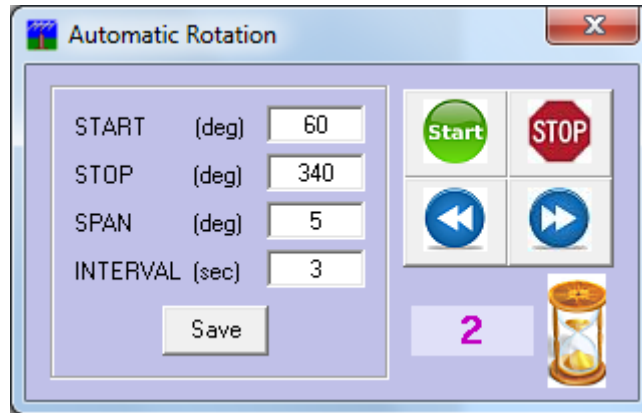 Automatic Rotation
START (deg) 60
STOP (deg) 340
SPAN (deg) 5
INTERVAL (sec) 3
Save
Start STOP
2